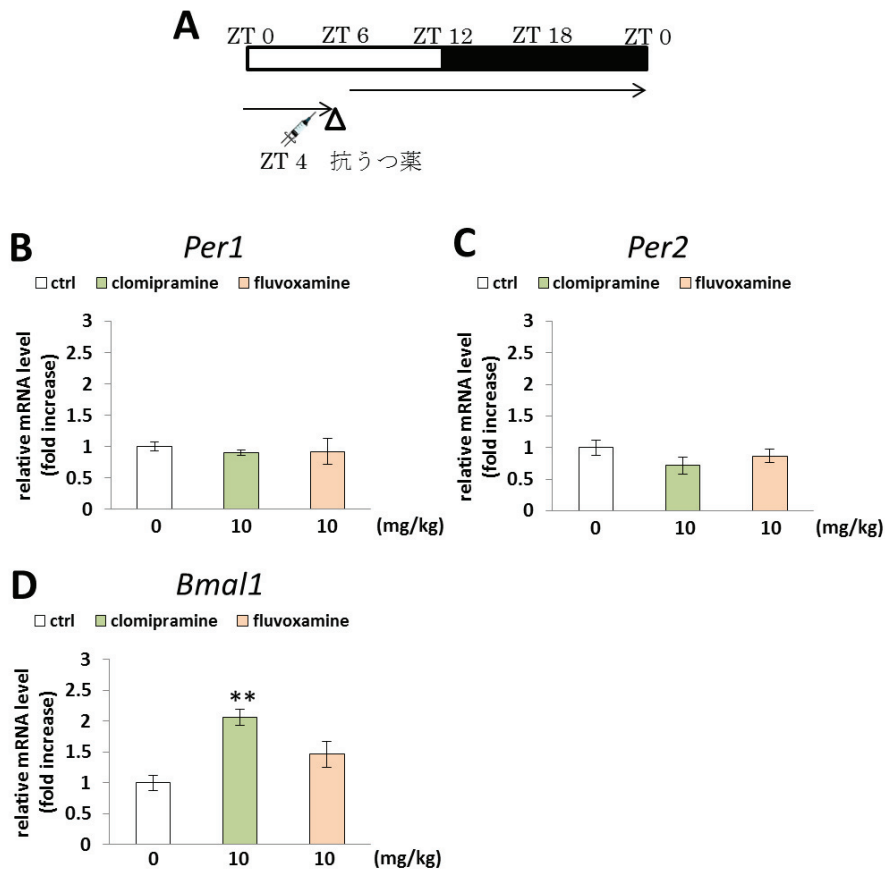 A
ZT 0 ZT 6 ZT 12 ZT 18 ZT 0
ZT 4 抗うつ薬
B Per1
ctrl clomipramine fluvoxamine
relative mRNA level
(fold increase)
3
2.5
2
1.5
1
0.5
0
0 10 10 (mg/kg)
C Per2
ctrl clomipramine fluvoxamine
relative mRNA level
(fold increase)
3
2.5
2
1.5
1
0.5
0
0 10 10 (mg/kg)
D Bmal1
ctrl clomipramine fluvoxamine
relative mRNA level
(fold increase)
3
2.5
2
1.5
1
0.5
0
**
0 10 10 (mg/kg)